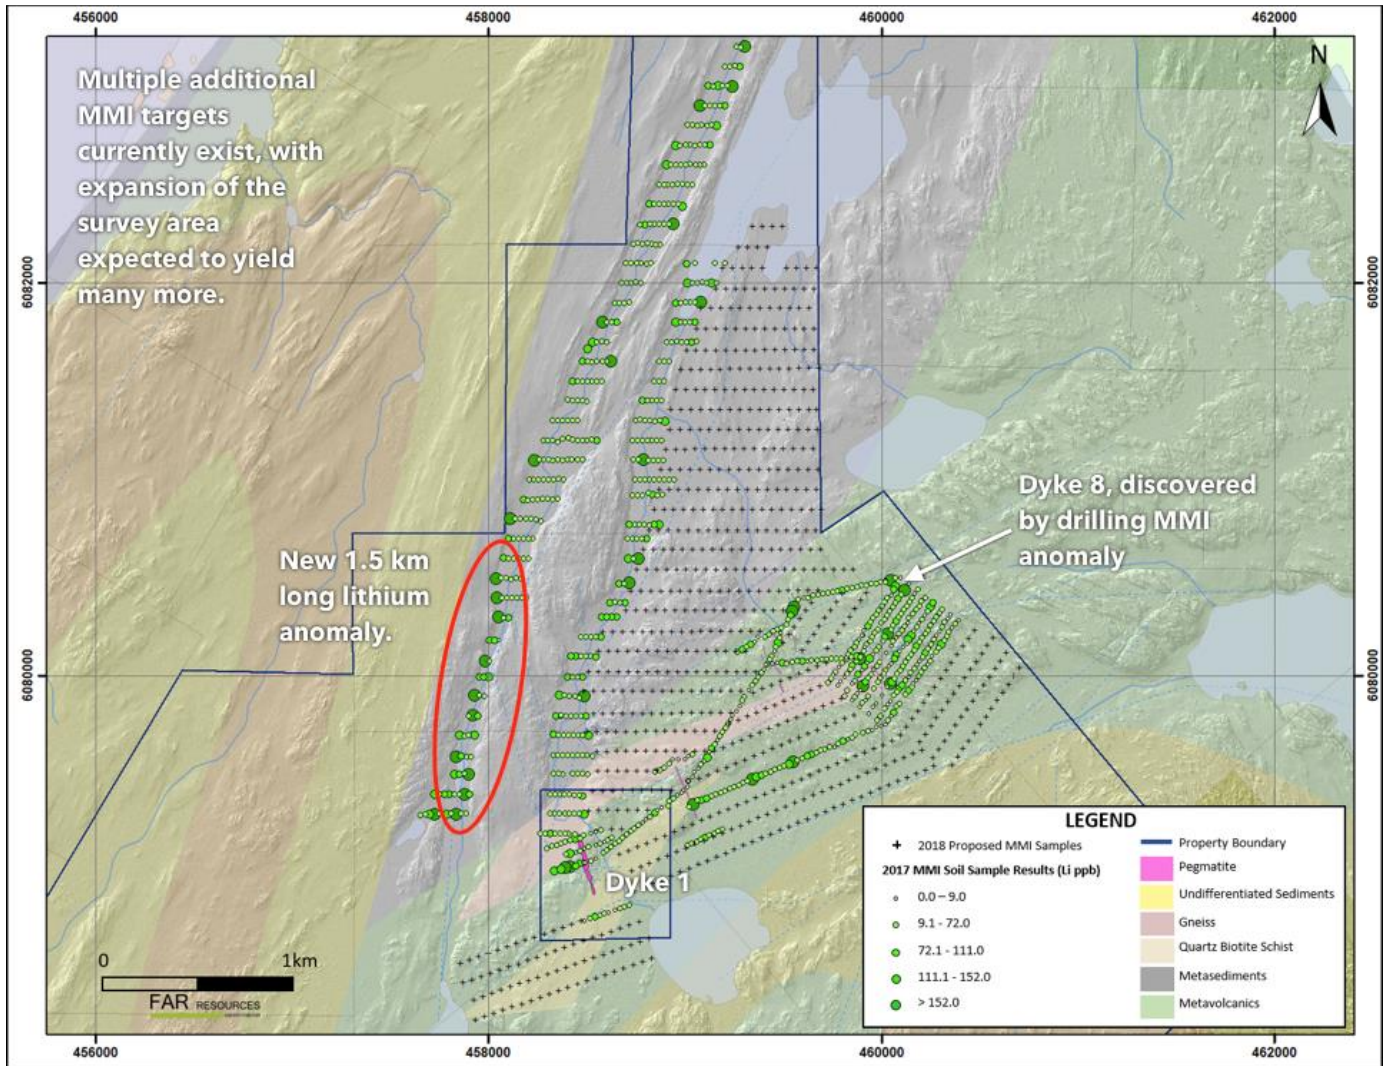 456000
458000
460000
462000
N
Multiple additional
MMI targets
currently exist, with
expansion of the
survey area
expected to yield
many more.
6082000
6082000
Dyke 8, discovered
by drilling MMI
anomaly
New 1.5 km
long lithium
anomaly.
6080000
6080000
Dyke 1
LEGEND
2018 Proposed MMI Samples
2017 MMI Soil Sample Results (Li ppb)
0.0 – 9.0
9.1 - 72.0
72.1 - 111.0
111.1 - 152.0
> 152.0
Property Boundary
Pegmatite
Undifferentiated Sediments
Gneiss
Quartz Biotite Schist
Metasediments
Metavolcanics
0 1km
FAR RESOURCES
456000
458000
460000
462000